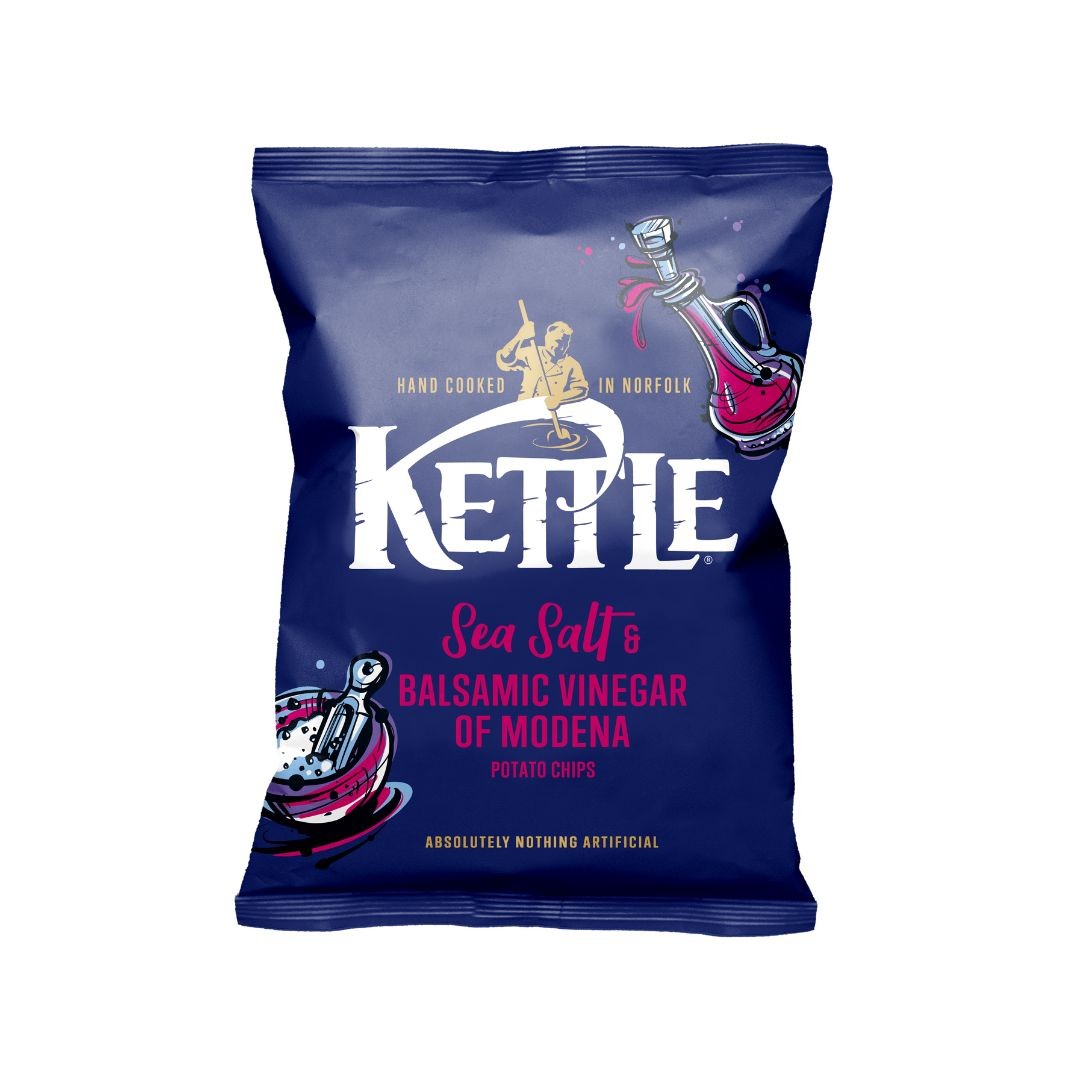 HAND COOKED IN NORFOLK
KETTLE®
Sea Salt &
BALSAMIC VINEGAR
OF MODENA
POTATO CHIPS
ABSOLUTELY NOTHING ARTIFICIAL